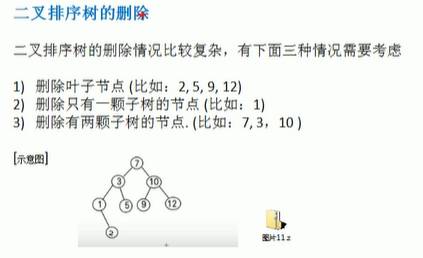 二叉排序树的删除
二叉排序树的删除情况比较复杂，有下面三种情况需要考虑
1) 删除叶子节点 (比如：2, 5, 9, 12)
2) 删除只有一颗子树的节点 (比如：1)
3) 删除有两颗子树的节点. (比如：7, 3，10 )
[示意图]
7
3 10
1 5 9 12
2
图片11.z